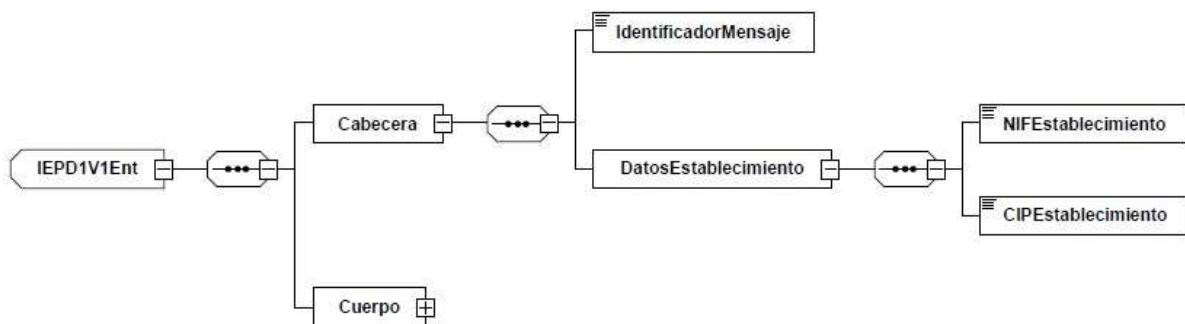 IdentificadorMensaje
Cabecera
NIFEstablecimiento
IEPD1V1Ent
DatosEstablecimiento
CIPEstablecimiento
Cuerpo